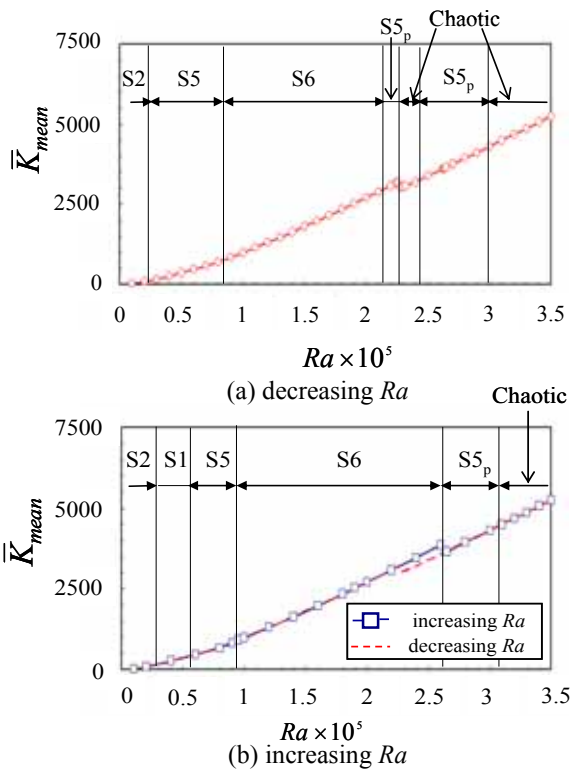 S5p Chaotic
7500
S2 S5 S6 S5p
5000
K̅mean
2500
0
0 0.5 1 1.5 2 2.5 3 3.5
Ra×10⁵
(a) decreasing Ra
Chaotic
7500
S2 S1 S5 S6 S5p
5000
K̅mean
2500
increasing Ra
decreasing Ra
0
0 0.5 1 1.5 2 2.5 3 3.5
Ra×10⁵
(b) increasing Ra